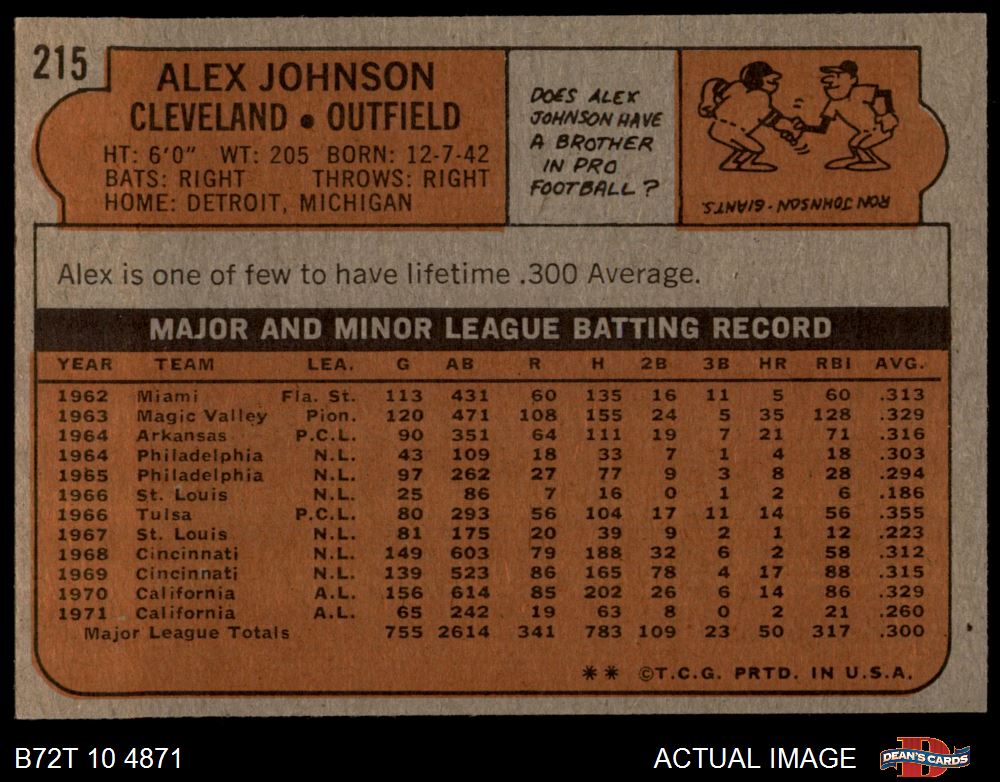 215
ALEX JOHNSON
CLEVELAND • OUTFIELD
HT: 6'0" WT: 205 BORN: 12-7-42
BATS: RIGHT THROWS: RIGHT
HOME: DETROIT, MICHIGAN
DOES ALEX
JOHNSON HAVE
A BROTHER
IN PRO
FOOTBALL?
RON JOHNSON - GIANTS.
Alex is one of few to have lifetime .300 Average.
MAJOR AND MINOR LEAGUE BATTING RECORD
YEAR TEAM LEA. G AB R H 2B 3B HR RBI AVG.
1962 Miami Fla. St. 113 431 60 135 16 11 5 60 .313
1963 Magic Valley Pion. 120 471 108 155 24 5 35 128 .329
1964 Arkansas P.C.L. 90 351 64 111 19 7 21 71 .316
1964 Philadelphia N.L. 43 109 18 33 7 1 4 18 .303
1965 Philadelphia N.L. 97 262 27 77 9 3 8 28 .294
1966 St. Louis N.L. 25 86 7 16 0 1 2 6 .186
1966 Tulsa P.C.L. 80 293 56 104 17 11 14 56 .355
1967 St. Louis N.L. 81 175 20 39 9 2 1 12 .223
1968 Cincinnati N.L. 149 603 79 188 32 6 2 58 .312
1969 Cincinnati N.L. 139 523 86 165 78 4 17 88 .315
1970 California A.L. 156 614 85 202 26 6 14 86 .329
1971 California A.L. 65 242 19 63 8 0 2 21 .260
Major League Totals 755 2614 341 783 109 23 50 317 .300
** ©T.C.G. PRTD. IN U.S.A.
B72T 10 4871
ACTUAL IMAGE
D
DEAN'S CARDS